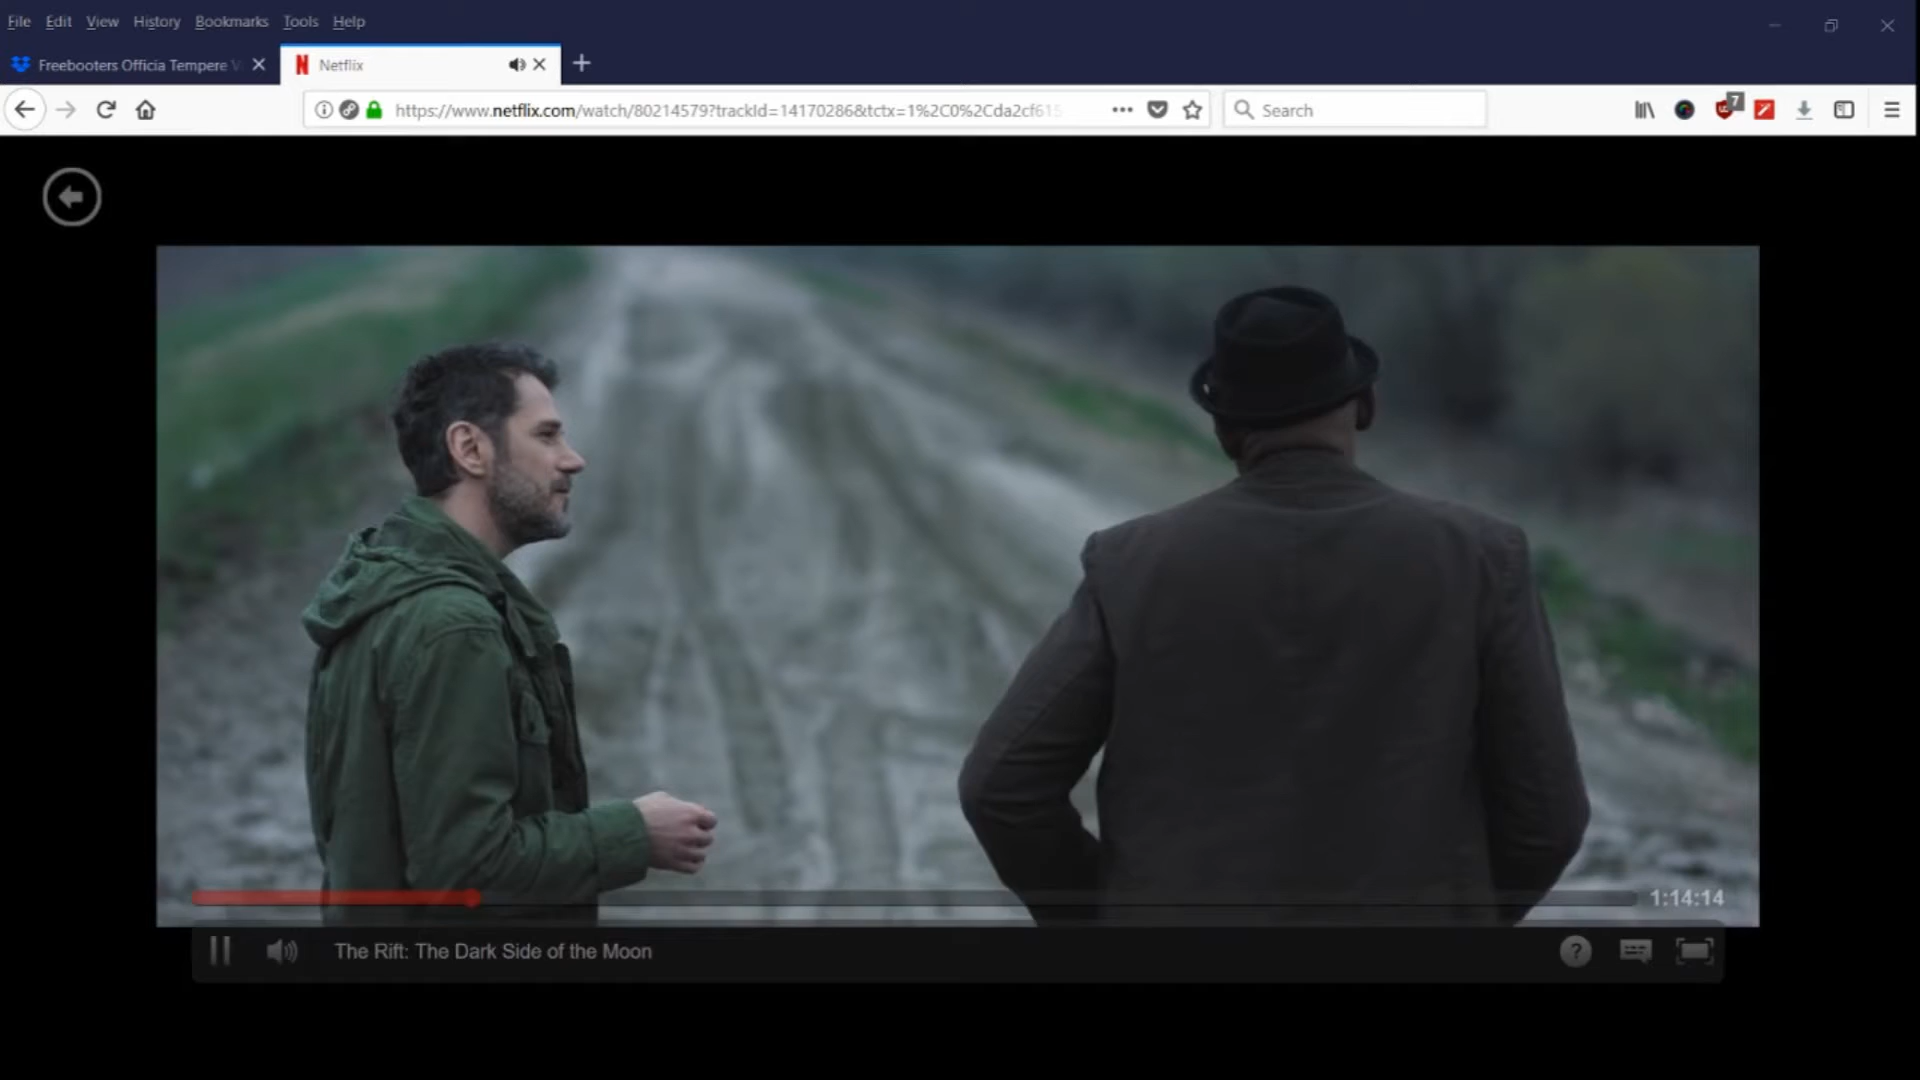 File Edit View History Bookmarks Tools Help
Freebooters Officia Tempere V
Netflix
https://www.netflix.com/watch/80214579?trackId=14170286&tctx=1%2C0%2Cda2cf615
Search
7
1:14:14
The Rift: The Dark Side of the Moon
?